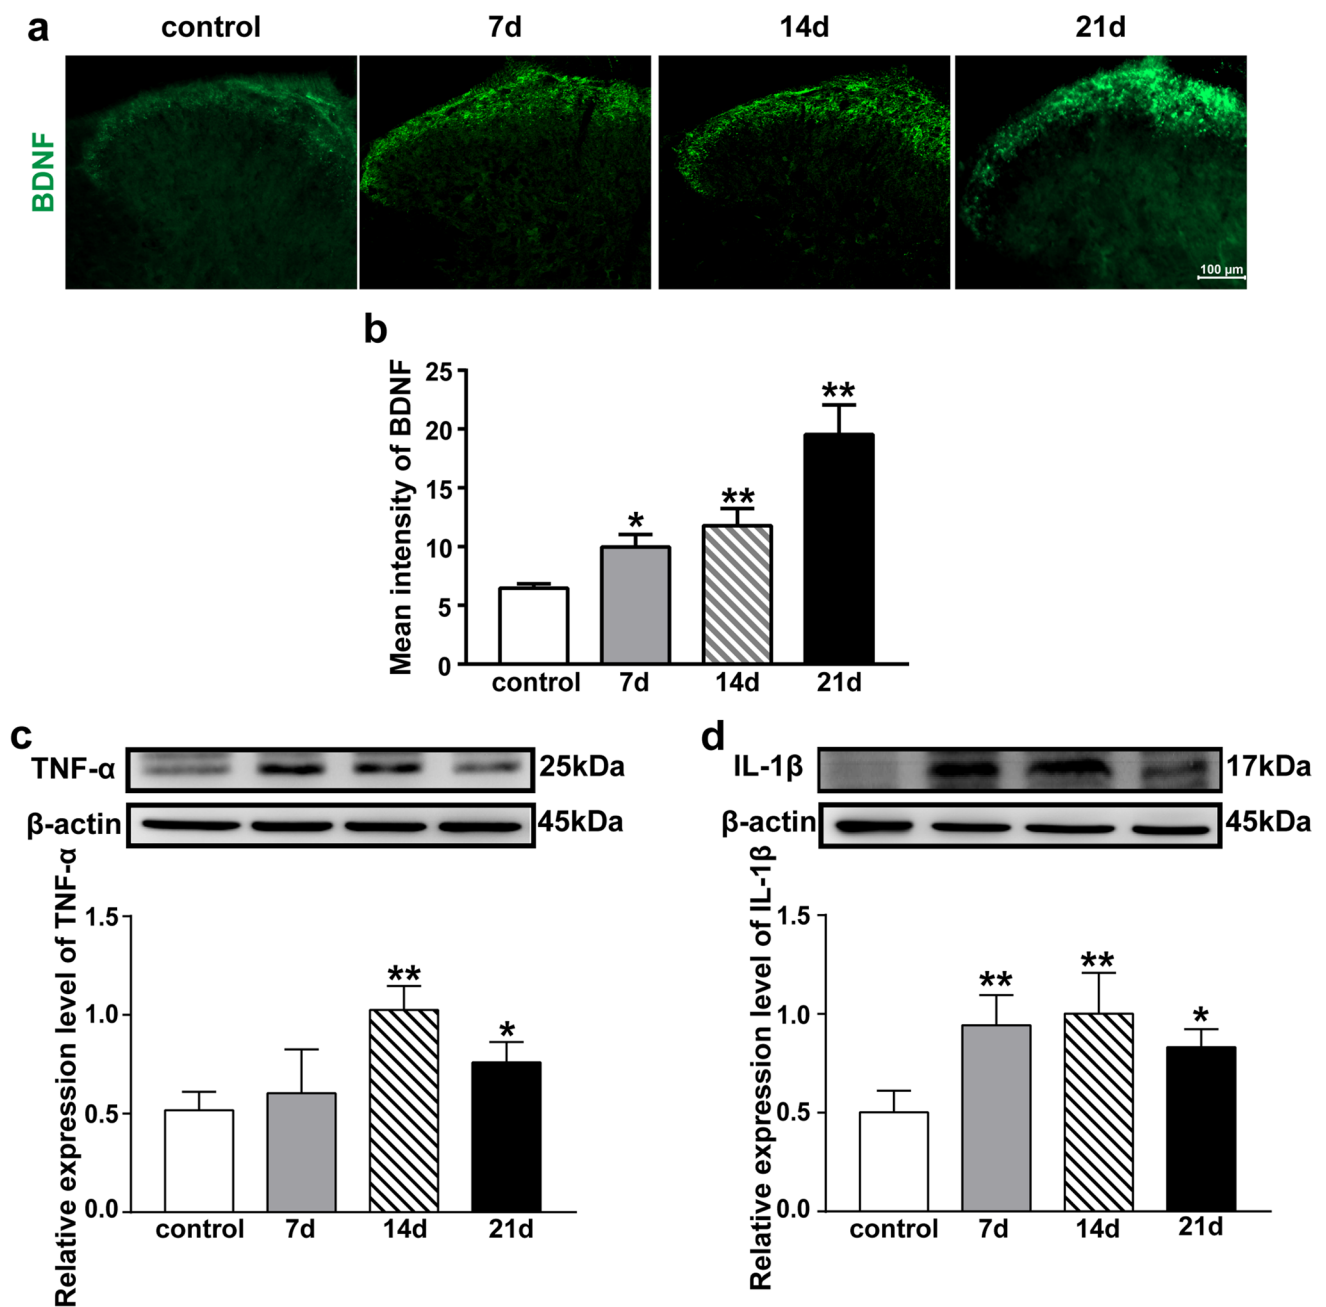 a
control 7d 14d 21d
BDNF
100 μm
b
Mean intensity of BDNF
25
20
15
10
5
0
*
**
**
control 7d 14d 21d
c
TNF-α 25kDa
β-actin 45kDa
Relative expression level of TNF-α
1.5
1.0
0.5
0.0
**
*
control 7d 14d 21d
d
IL-1β 17kDa
β-actin 45kDa
Relative expression level of IL-1β
1.5
1.0
0.5
0.0
**
**
*
control 7d 14d 21d